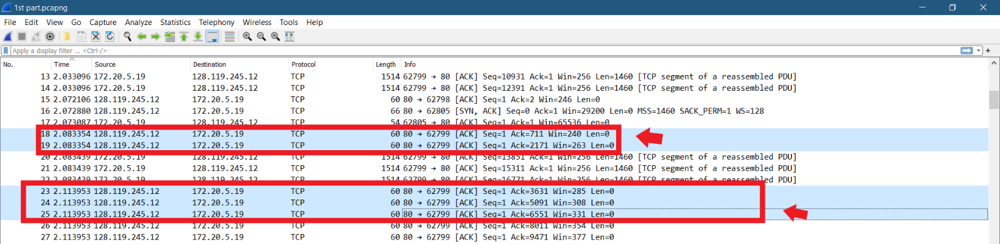 1st part.pcapng
File Edit View Go Capture Analyze Statistics Telephony Wireless Tools Help
Apply a display filter ... <Ctrl-/>
No. Time Source Destination Protocol Length Info
13 2.033096 172.20.5.19 128.119.245.12 TCP 1514 62799 → 80 [ACK] Seq=10931 Ack=1 Win=256 Len=1460 [TCP segment of a reassembled PDU]
14 2.033096 172.20.5.19 128.119.245.12 TCP 1514 62799 → 80 [ACK] Seq=12391 Ack=1 Win=256 Len=1460 [TCP segment of a reassembled PDU]
15 2.072106 128.119.245.12 172.20.5.19 TCP 60 80 → 62798 [ACK] Seq=1 Ack=2 Win=246 Len=0
16 2.072880 128.119.245.12 172.20.5.19 TCP 66 80 → 62805 [SYN, ACK] Seq=0 Ack=1 Win=29200 Len=0 MSS=1460 SACK_PERM=1 WS=128
17 2.073087 172.20.5.19 128.119.245.12 TCP 54 62805 → 80 [ACK] Seq=1 Ack=1 Win=65536 Len=0
18 2.083354 128.119.245.12 172.20.5.19 TCP 60 80 → 62799 [ACK] Seq=1 Ack=711 Win=240 Len=0
19 2.083354 128.119.245.12 172.20.5.19 TCP 60 80 → 62799 [ACK] Seq=1 Ack=2171 Win=263 Len=0
20 2.083439 172.20.5.19 128.119.245.12 TCP 1514 62799 → 80 [ACK] Seq=13851 Ack=1 Win=256 Len=1460 [TCP segment of a reassembled PDU]
21 2.083439 172.20.5.19 128.119.245.12 TCP 1514 62799 → 80 [ACK] Seq=15311 Ack=1 Win=256 Len=1460 [TCP segment of a reassembled PDU]
22 2.083439 172.20.5.19 128.119.245.12 TCP 1514 62799 → 80 [ACK] Seq=16771 Ack=1 Win=256 Len=1460 [TCP segment of a reassembled PDU]
23 2.113953 128.119.245.12 172.20.5.19 TCP 60 80 → 62799 [ACK] Seq=1 Ack=3631 Win=285 Len=0
24 2.113953 128.119.245.12 172.20.5.19 TCP 60 80 → 62799 [ACK] Seq=1 Ack=5091 Win=308 Len=0
25 2.113953 128.119.245.12 172.20.5.19 TCP 60 80 → 62799 [ACK] Seq=1 Ack=6551 Win=331 Len=0
26 2.113953 128.119.245.12 172.20.5.19 TCP 60 80 → 62799 [ACK] Seq=1 Ack=8011 Win=354 Len=0
27 2.113953 128.119.245.12 172.20.5.19 TCP 60 80 → 62799 [ACK] Seq=1 Ack=9471 Win=377 Len=0